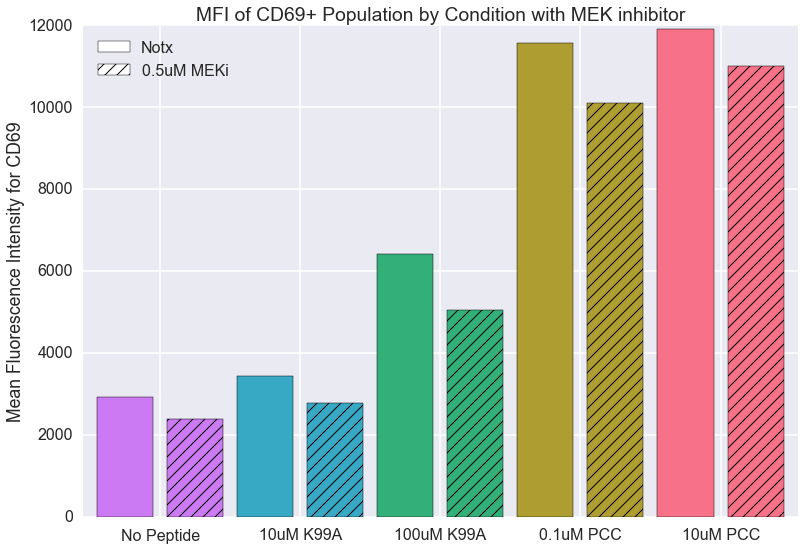 MFI of CD69+ Population by Condition with MEK inhibitor
Notx
0.5uM MEKi
Mean Fluorescence Intensity for CD69
12000
10000
8000
6000
4000
2000
0
No Peptide
10uM K99A
100uM K99A
0.1uM PCC
10uM PCC